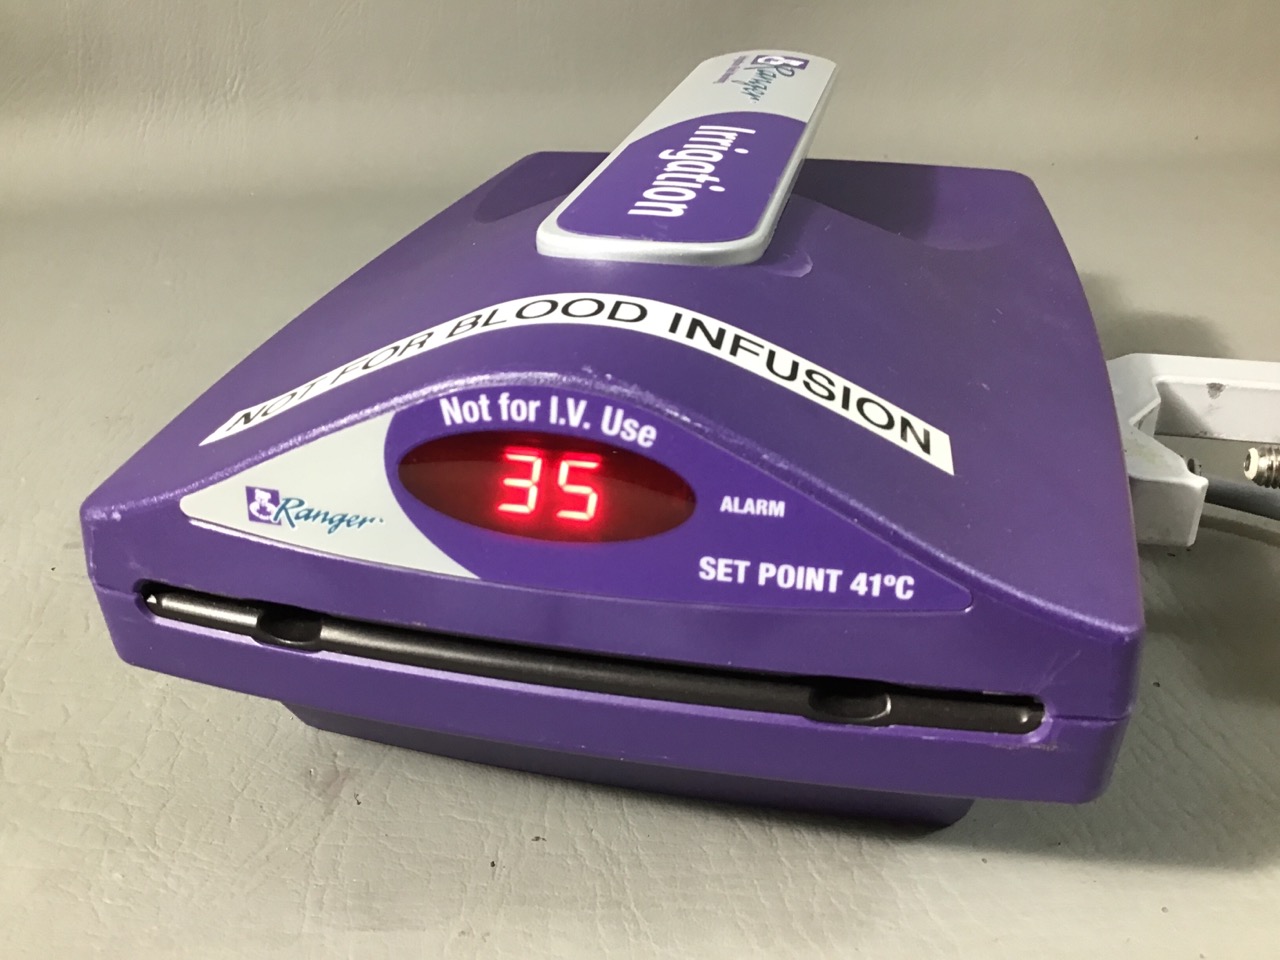 Ranger
Irrigation
NOT FOR BLOOD INFUSION
Not for I.V. Use
35
Ranger
ALARM
SET POINT 41°C